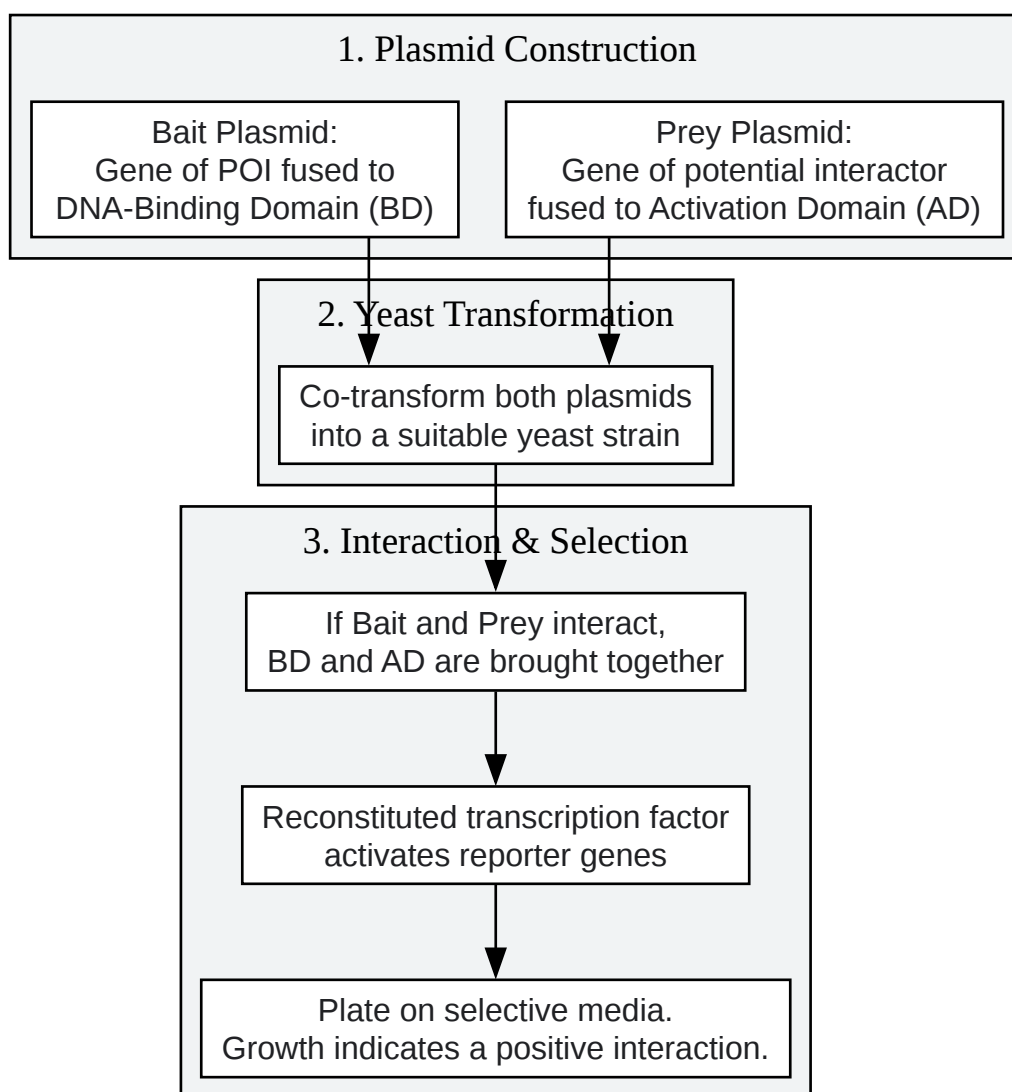 1. Plasmid Construction
Bait Plasmid:
Gene of POI fused to
DNA-Binding Domain (BD)
Prey Plasmid:
Gene of potential interactor
fused to Activation Domain (AD)
2. Yeast Transformation
Co-transform both plasmids
into a suitable yeast strain
3. Interaction & Selection
If Bait and Prey interact,
BD and AD are brought together
Reconstituted transcription factor
activates reporter genes
Plate on selective media.
Growth indicates a positive interaction.